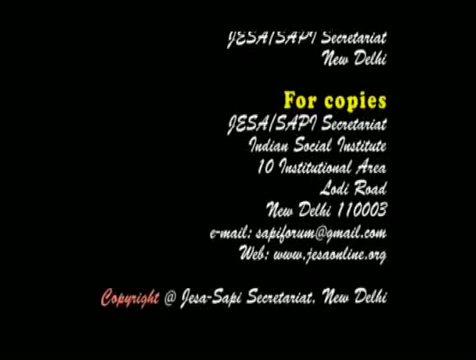 JESA/SAPI Secretariat
New Delhi
For copies
JESA/SAPI Secretariat
Indian Social Institute
10 Institutional Area
Lodi Road
New Delhi 110003
e-mail: sapiforum@gmail.com
Web: www.jesaonline.org
Copyright @ Jesa-Sapi Secretariat. New Delhi